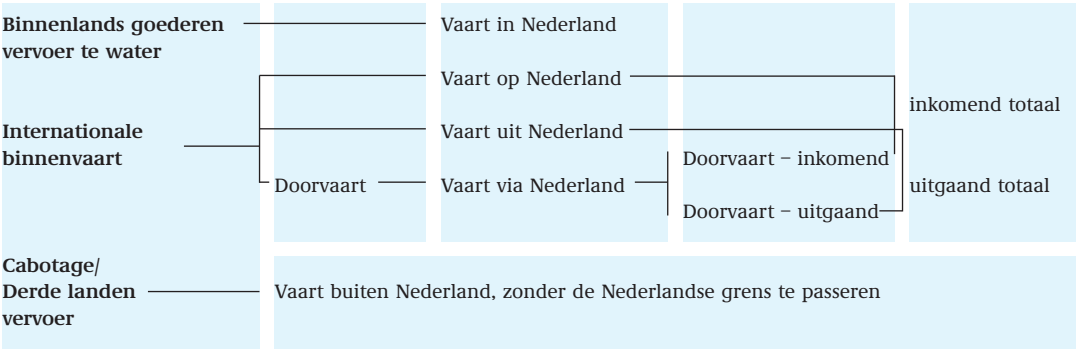 Binnenlands goederen
vervoer te water
Vaart in Nederland
Vaart op Nederland
inkomend totaal
Internationale
binnenvaart
Vaart uit Nederland
Doorvaart – inkomend
Doorvaart
Vaart via Nederland
uitgaand totaal
Doorvaart – uitgaand
Cabotage/
Derde landen
vervoer
Vaart buiten Nederland, zonder de Nederlandse grens te passeren